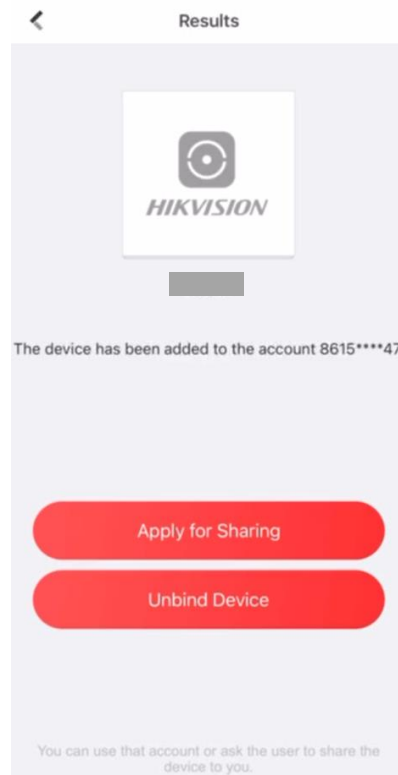 Results
HIKVISION
The device has been added to the account 8615****47
Apply for Sharing
Unbind Device
You can use that account or ask the user to share the
device to you.